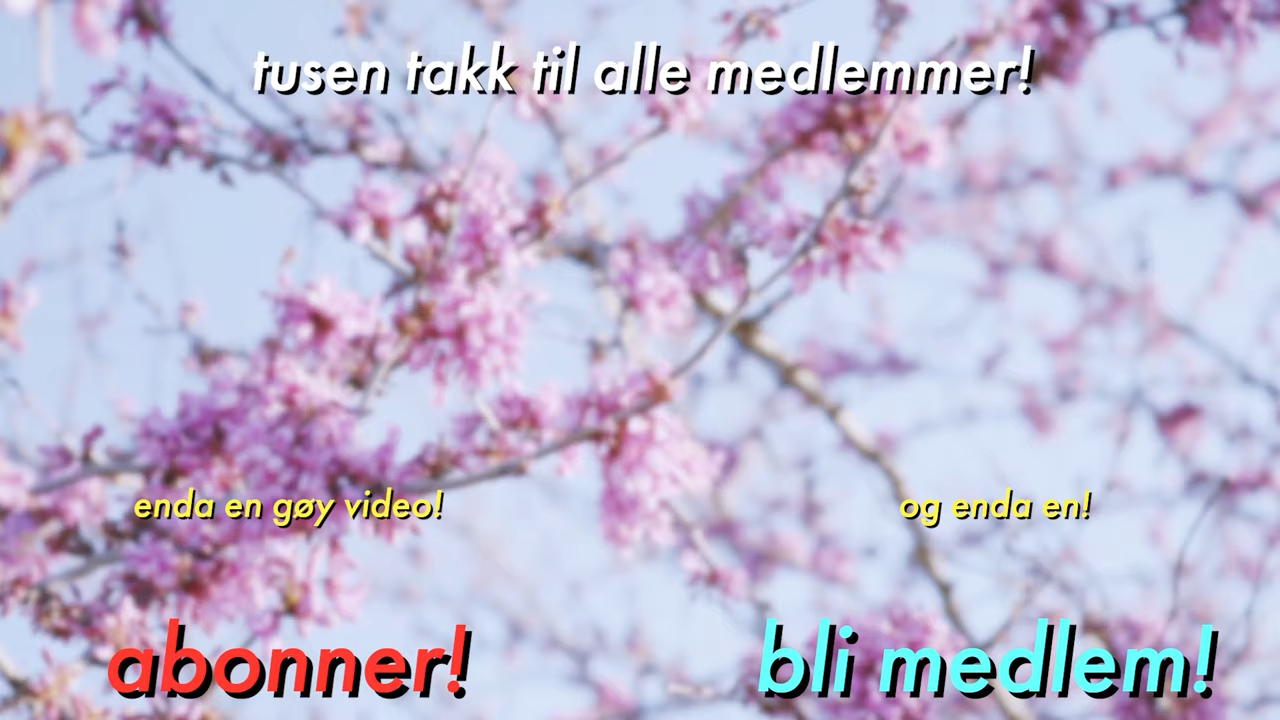 tusen takk til alle medlemmer!
enda en gøy video!
og enda en!
abonner!
bli medlem!